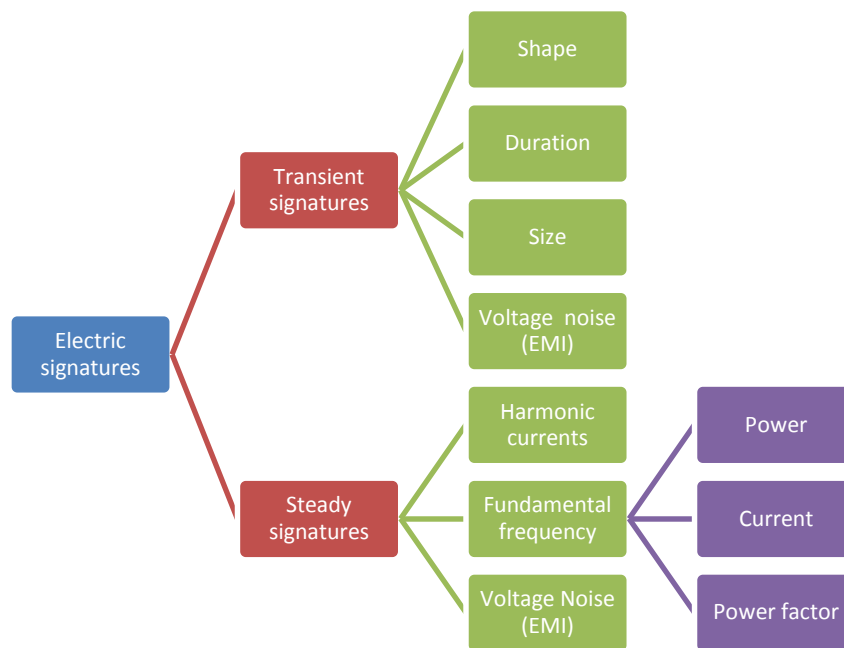 Shape
Duration
Transient
signatures
Size
Voltage  noise
(EMI)
Electric
signatures
Harmonic
currents
Power
Steady
signatures
Fundamental
frequency
Current
Voltage Noise
(EMI)
Power factor